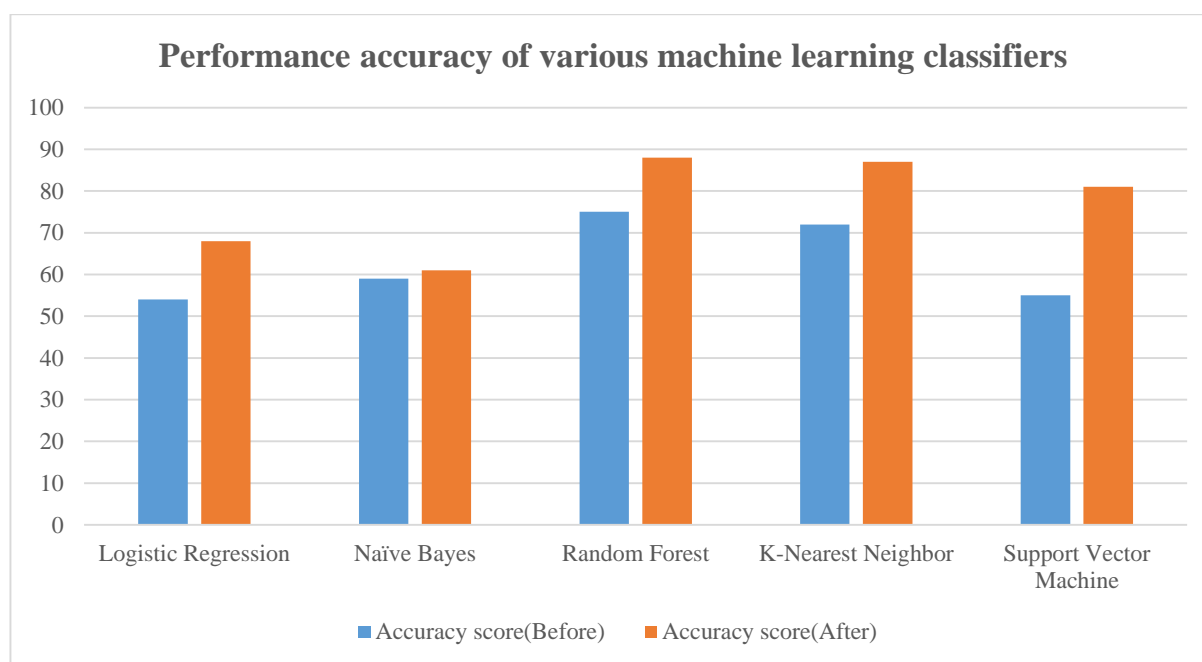 Performance accuracy of various machine learning classifiers
100
90
80
70
60
50
40
30
20
10
0
Logistic Regression
Naïve Bayes
Random Forest
K-Nearest Neighbor
Support Vector
Machine
Accuracy score(Before)
Accuracy score(After)